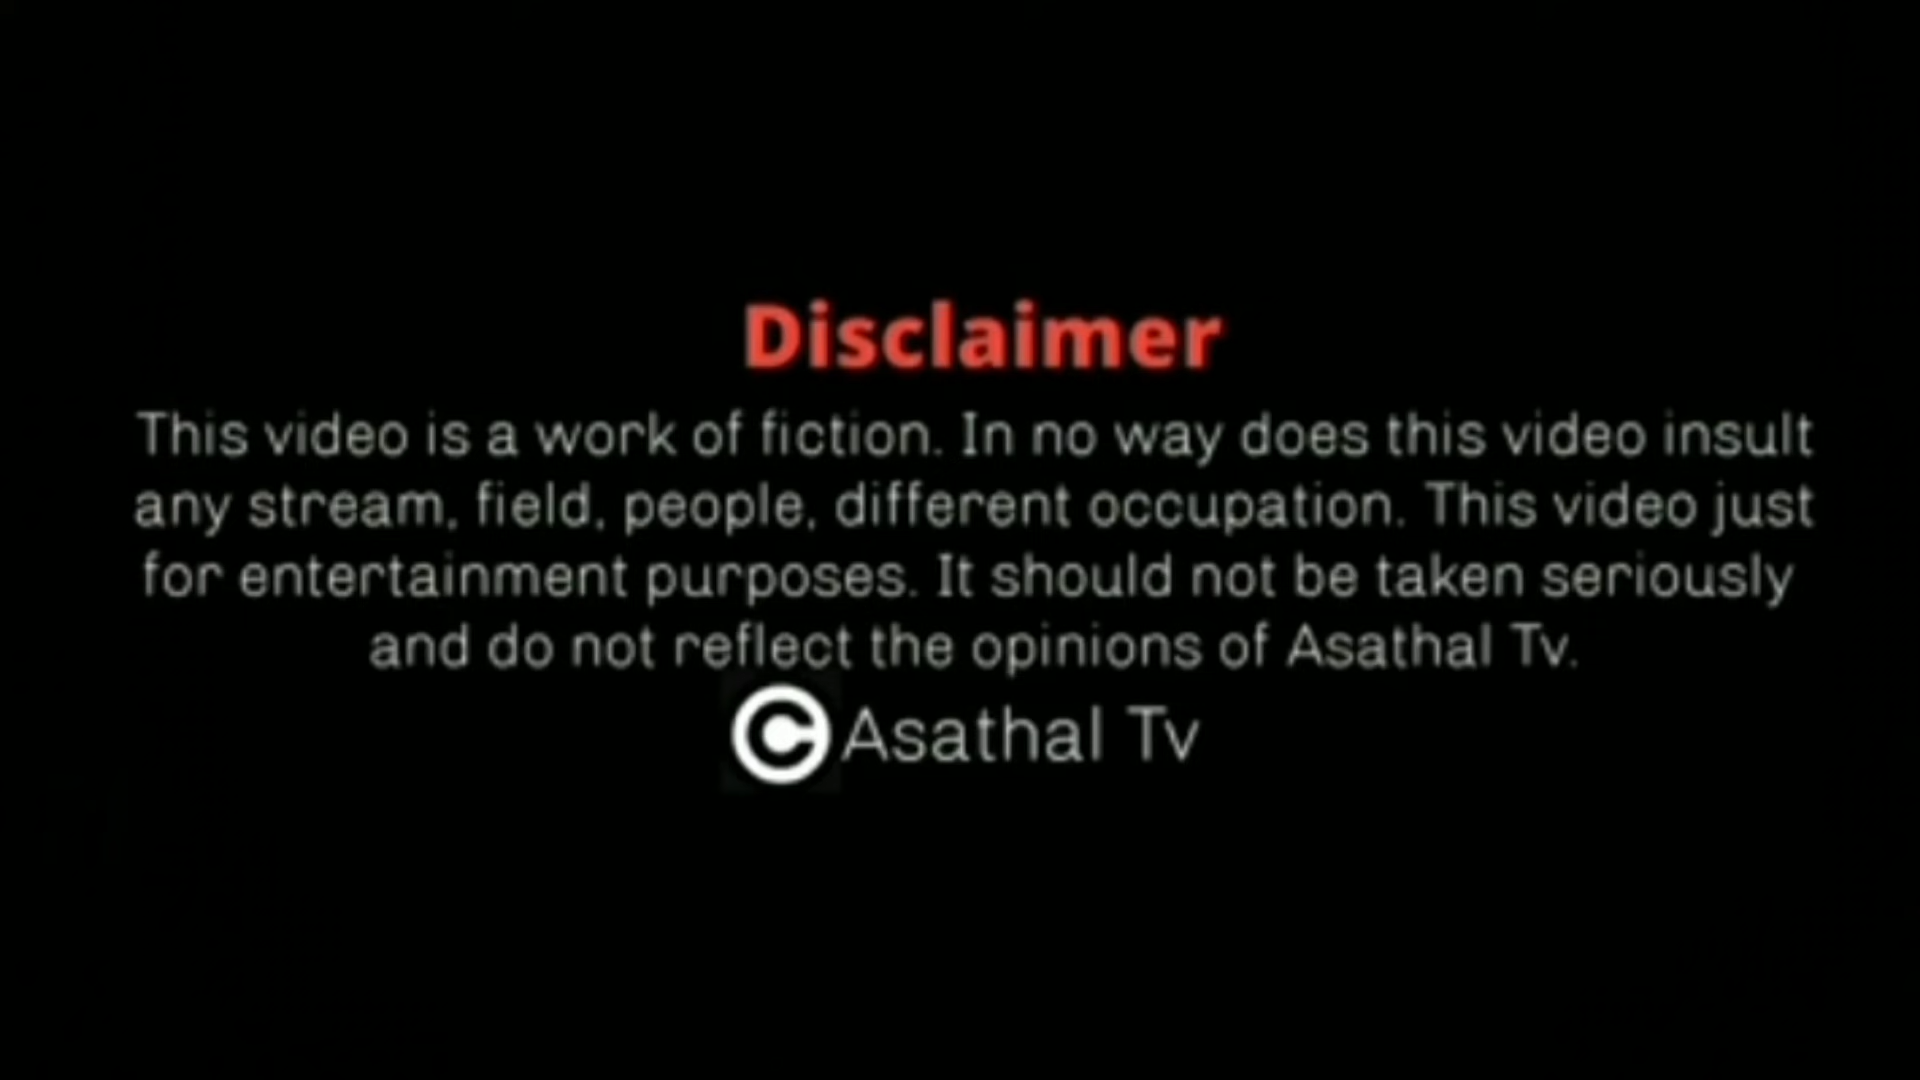 Disclaimer
This video is a work of fiction. In no way does this video insult
any stream, field, people, different occupation. This video just
for entertainment purposes. It should not be taken seriously
and do not reflect the opinions of Asathal Tv.
© Asathal Tv